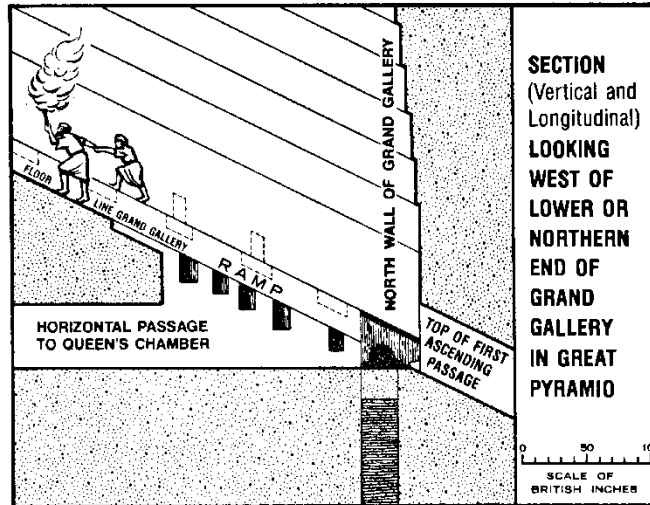 FLOOR
LINE GRAND GALLERY
RAMP
NORTH WALL OF GRAND GALLERY
HORIZONTAL PASSAGE
TO QUEEN'S CHAMBER
TOP OF FIRST
ASCENDING
PASSAGE
SECTION
(Vertical and
Longitudinal)
LOOKING
WEST OF
LOWER OR
NORTHERN
END OF
GRAND
GALLERY
IN GREAT
PYRAMIO
0 50 10
SCALE OF
BRITISH INCHES